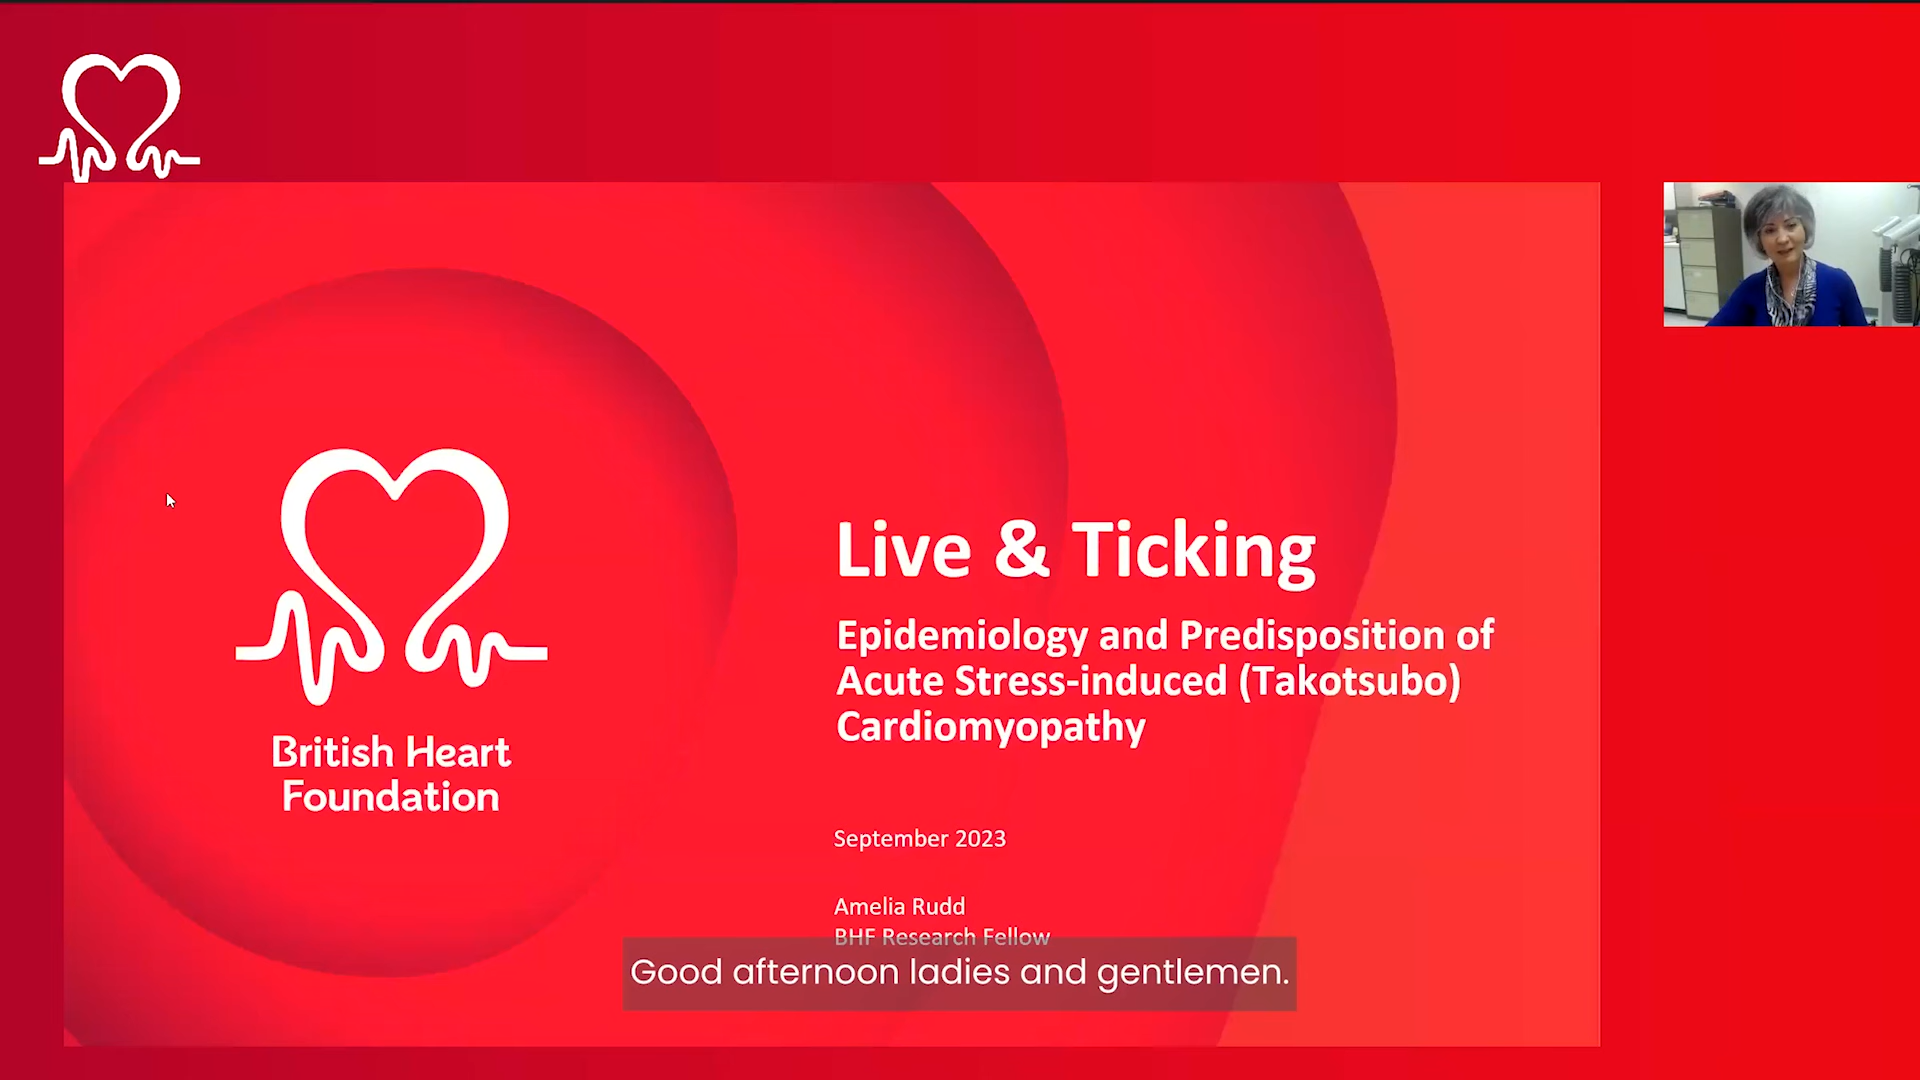 British Heart
Foundation
Live & Ticking
Epidemiology and Predisposition of
Acute Stress-induced (Takotsubo)
Cardiomyopathy
September 2023
Amelia Rudd
BHF Research Fellow
Good afternoon ladies and gentlemen.